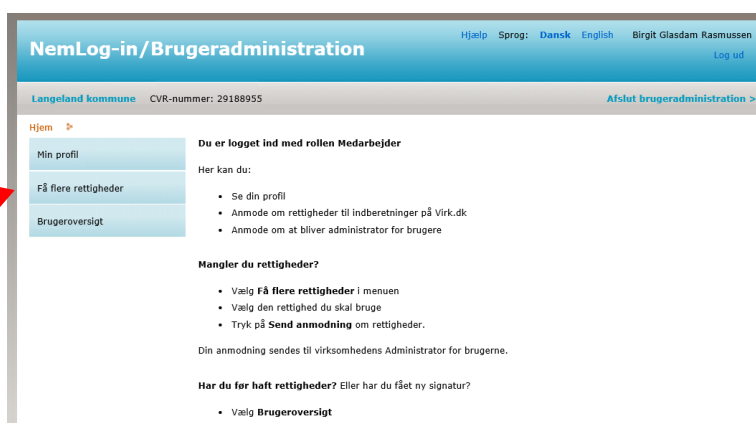 NemLog-in/Brugeradministration
Hjælp Sprog: Dansk English Birgit Glasdam Rasmussen
Log ud
Langeland kommune CVR-nummer: 29188955 Afslut brugeradministration >
Hjem
Min profil
Få flere rettigheder
Brugeroversigt
Du er logget ind med rollen Medarbejder
Her kan du:
• Se din profil
• Anmode om rettigheder til indberetninger på Virk.dk
• Anmode om at bliver administrator for brugere
Mangler du rettigheder?
• Vælg Få flere rettigheder i menuen
• Vælg den rettighed du skal bruge
• Tryk på Send anmodning om rettigheder.
Din anmodning sendes til virksomhedens Administrator for brugerne.
Har du før haft rettigheder? Eller har du fået ny signatur?
• Vælg Brugeroversigt